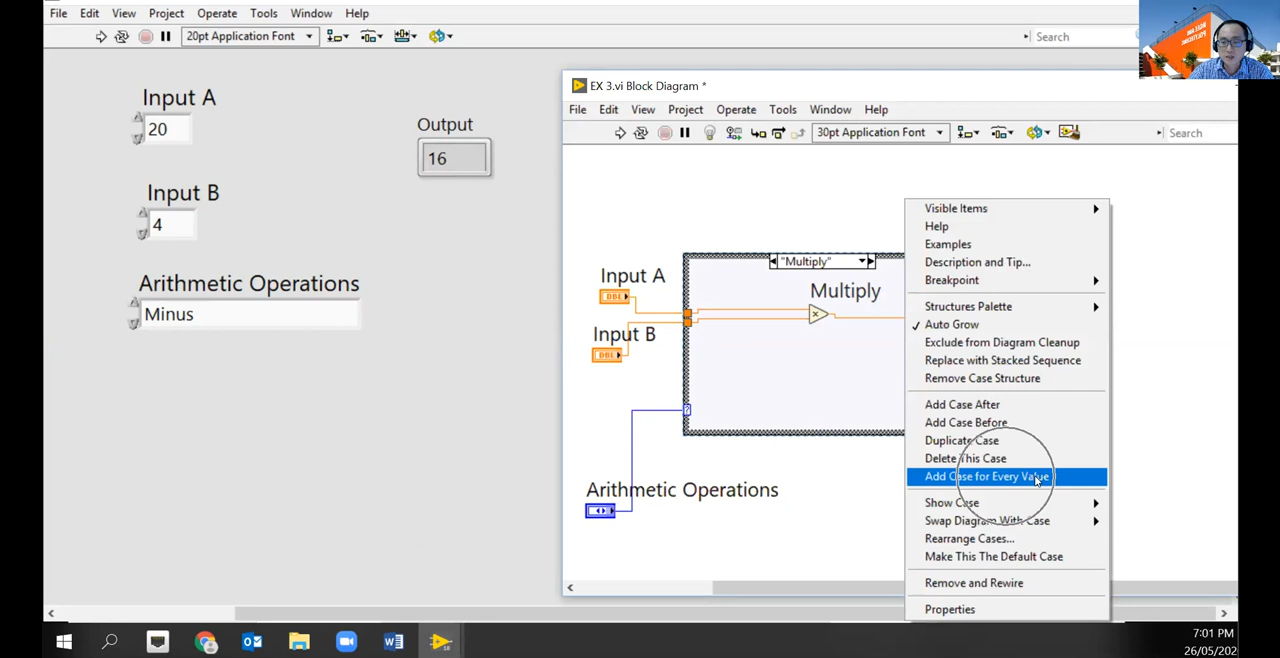 File Edit View Project Operate Tools Window Help
20pt Application Font
Search
Input A
20
Output
16
Input B
4
Arithmetic Operations
Minus
EX 3.vi Block Diagram *
File Edit View Project Operate Tools Window Help
30pt Application Font
Search
"Multiply"
Input A
DBL
Multiply
Input B
DBL
Arithmetic Operations
Visible Items
Help
Examples
Description and Tip...
Breakpoint
Structures Palette
Auto Grow
Exclude from Diagram Cleanup
Replace with Stacked Sequence
Remove Case Structure
Add Case After
Add Case Before
Duplicate Case
Delete This Case
Add Case for Every Value
Show Case
Swap Diagram With Case
Rearrange Cases...
Make This The Default Case
Remove and Rewire
Properties
7:01 PM
26/05/202